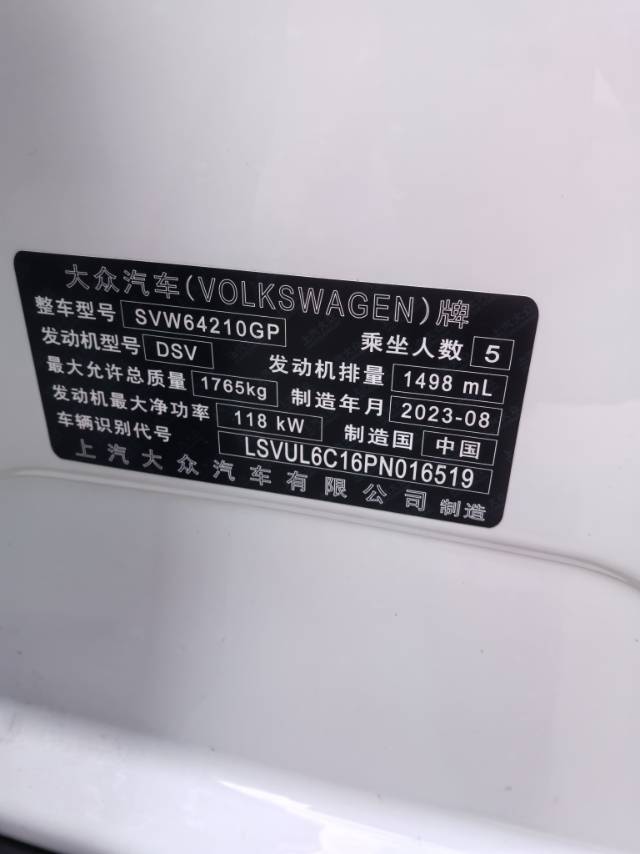 大众汽车(VOLKSWAGEN)牌
整车型号 SVW64210GP 乘坐人数 5
发动机型号 DSV 发动机排量 1498 mL
最大允许总质量 1765kg 制造年月 2023-08
发动机最大净功率 118 kW 制造国 中国
车辆识别代号 LSVUL6C16PN016519
上汽大众汽车有限公司 制造